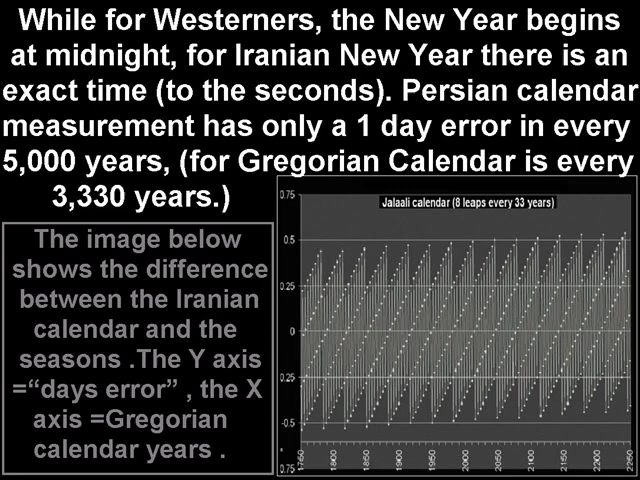 While for Westerners, the New Year begins
at midnight, for Iranian New Year there is an
exact time (to the seconds). Persian calendar
measurement has only a 1 day error in every
5,000 years, (for Gregorian Calendar is every
3,330 years.)
The image below
shows the difference
between the Iranian
calendar and the
seasons .The Y axis
=“days error” , the X
axis =Gregorian
calendar years .
Jalaali calendar (8 leaps every 33 years)
0.75
0.5
0.25
0
0.25
-0.5
0.75
1750
1800
1850
1900
1950
2000
2050
2100
2150
2200
2250